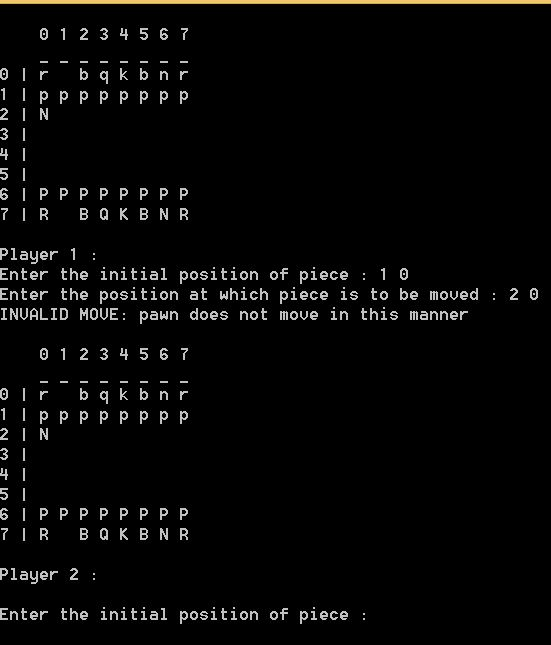 0 1 2 3 4 5 6 7
_ _ _ _ _ _ _ _
0 | r   b q k b n r
1 | p p p p p p p p
2 | N
3 |
4 |
5 |
6 | P P P P P P P P
7 | R   B Q K B N R
Player 1 :
Enter the initial position of piece : 1 0
Enter the position at which piece is to be moved : 2 0
INVALID MOVE: pawn does not move in this manner
0 1 2 3 4 5 6 7
_ _ _ _ _ _ _ _
0 | r   b q k b n r
1 | p p p p p p p p
2 | N
3 |
4 |
5 |
6 | P P P P P P P P
7 | R   B Q K B N R
Player 2 :
Enter the initial position of piece :